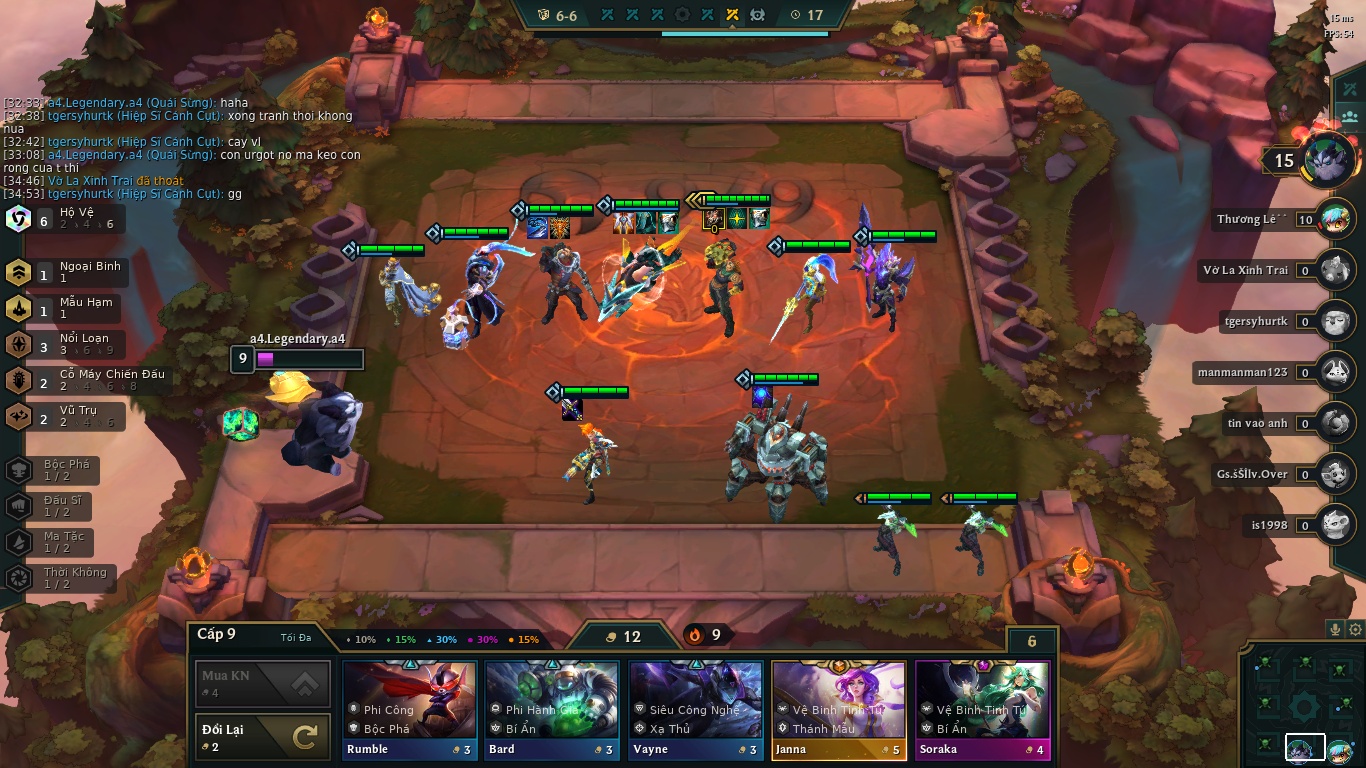 6-6
17
15 ms
FPS: 54
[32:33] a4.Legendary.a4 (Quái Sừng): haha
[32:38] tgersyhurtk (Hiệp Sĩ Cánh Cụt): xong tranh thoi khong
nua
[32:42] tgersyhurtk (Hiệp Sĩ Cánh Cụt): cay vl
[33:08] a4.Legendary.a4 (Quái Sừng): con urgot no ma keo con
rong cua t thi
[34:46] Vờ La Xinh Trai đã thoát
[34:53] tgersyhurtk (Hiệp Sĩ Cánh Cụt): gg
6 Hộ Vệ
2 4 6
1 Ngoại Binh
1
1 Mẫu Hạm
1
3 Nổi Loạn
3 6 9
2 Cỗ Máy Chiến Đấu
2 4 6 8
2 Vũ Trụ
2 4 6
Bộc Phá
1 / 2
Đấu Sĩ
1 / 2
Ma Tặc
1 / 2
Thời Không
1 / 2
a4.Legendary.a4
9
0
15
Thương Lê˜˜ 10
Vờ La Xinh Trai 0
tgersyhurtk 0
manmanman123 0
tin vao anh 0
Gs.šŠllv.Over 0
is1998 0
Cấp 9 Tối Đa
10% 15% 30% 30% 15%
12
9
6
Mua KN
4
Đổi Lại
2
Phi Công
Bộc Phá
Rumble 3
Phi Hành Gia
Bí Ẩn
Bard 3
Siêu Công Nghệ
Xạ Thủ
Vayne 3
Vệ Binh Tinh Tú
Thánh Mẫu
Janna 5
Vệ Binh Tinh Tú
Bí Ẩn
Soraka 4